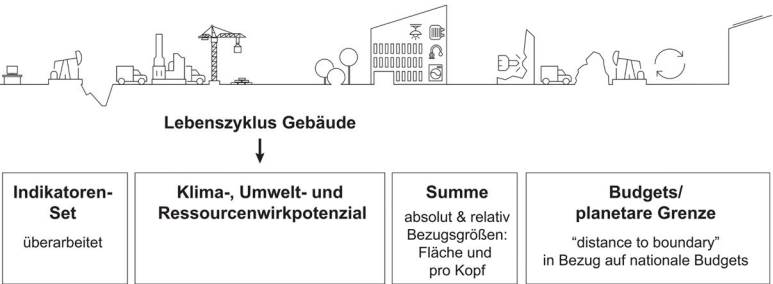 Lebenszyklus Gebäude
Indikatoren-
Set
überarbeitet
Klima-, Umwelt- und
Ressourcenwirkpotenzial
Summe
absolut & relativ
Bezugsgrößen:
Fläche und
pro Kopf
Budgets/
planetare Grenze
“distance to boundary”
in Bezug auf nationale Budgets